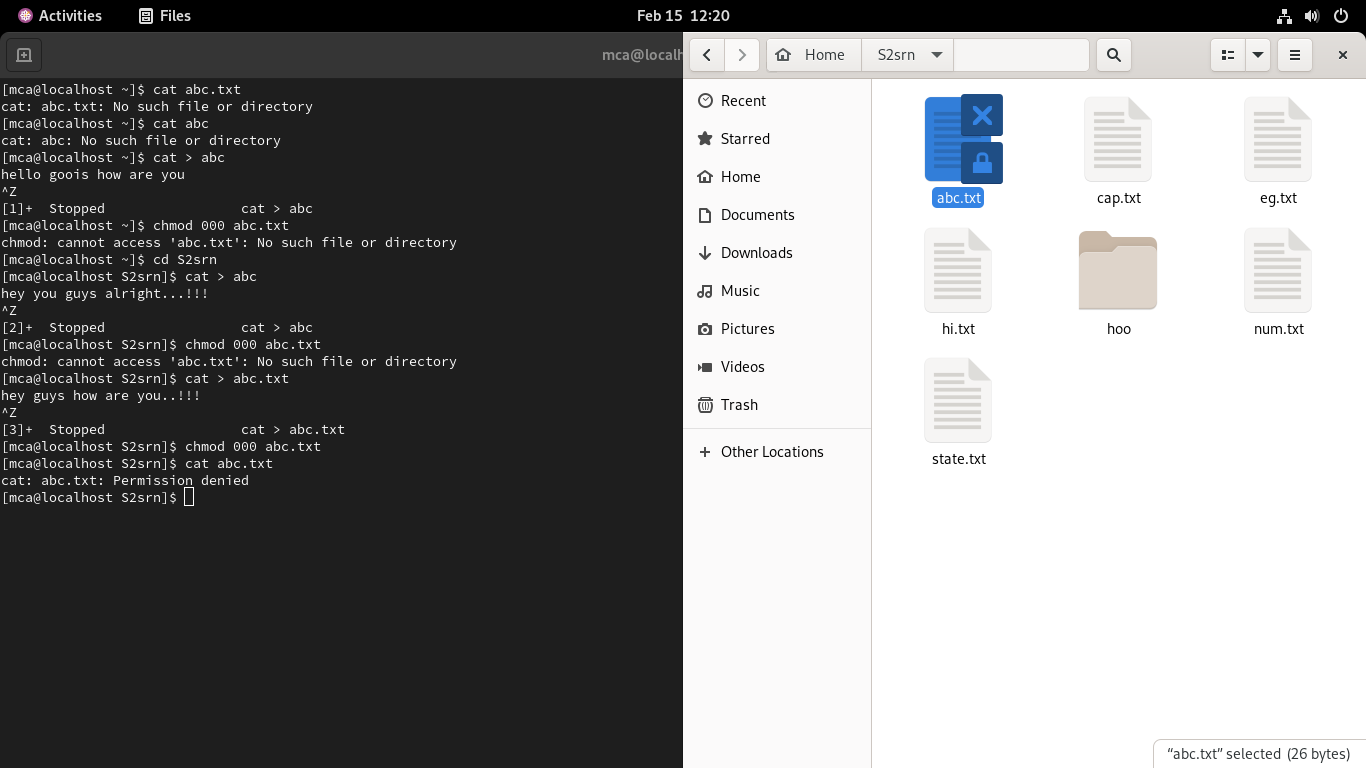 Activities
Files
Feb 15 12:20
mca@localh
[mca@localhost ~]$ cat abc.txt
cat: abc.txt: No such file or directory
[mca@localhost ~]$ cat abc
cat: abc: No such file or directory
[mca@localhost ~]$ cat > abc
hello goois how are you
^Z
[1]+  Stopped                 cat > abc
[mca@localhost ~]$ chmod 000 abc.txt
chmod: cannot access 'abc.txt': No such file or directory
[mca@localhost ~]$ cd S2srn
[mca@localhost S2srn]$ cat > abc
hey you guys alright...!!!
^Z
[2]+  Stopped                 cat > abc
[mca@localhost S2srn]$ chmod 000 abc.txt
chmod: cannot access 'abc.txt': No such file or directory
[mca@localhost S2srn]$ cat > abc.txt
hey guys how are you..!!!
^Z
[3]+  Stopped                 cat > abc.txt
[mca@localhost S2srn]$ chmod 000 abc.txt
[mca@localhost S2srn]$ cat abc.txt
cat: abc.txt: Permission denied
[mca@localhost S2srn]$
Home
S2srn
Recent
Starred
Home
Documents
Downloads
Music
Pictures
Videos
Trash
Other Locations
abc.txt
cap.txt
eg.txt
hi.txt
hoo
num.txt
state.txt
“abc.txt” selected (26 bytes)